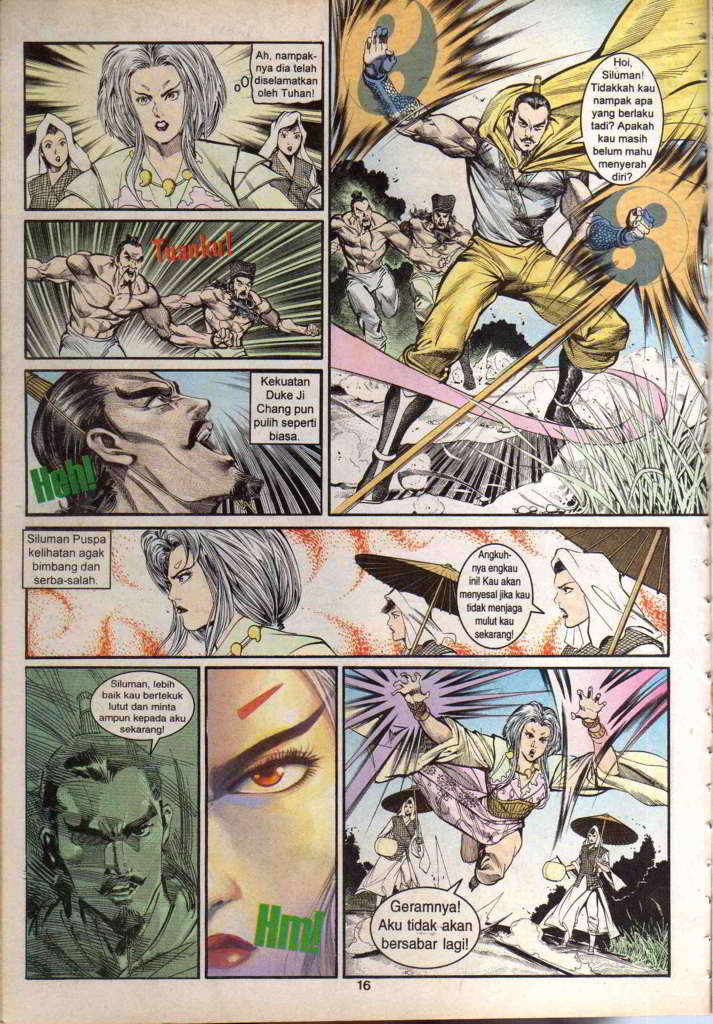 Ah, nampak-
nya dia telah
diselamatkan
oleh Tuhan!
Tuanku!
Kekuatan
Duke Ji
Chang pun
pulih seperti
biasa.
Heh!
Hoi,
Siluman!
Tidakkah kau
nampak apa
yang berlaku
tadi? Apakah
kau masih
belum mahu
menyerah
diri?
Siluman Puspa
kelihatan agak
bimbang dan
serba-salah.
Angkuh-
nya engkau
ini! Kau akan
menyesal jika kau
tidak menjaga
mulut kau
sekarang!
Siluman, lebih
baik kau bertekuk
lutut dan minta
ampun kepada aku
sekarang!
Hm!
Geramnya!
Aku tidak akan
bersabar lagi!
16